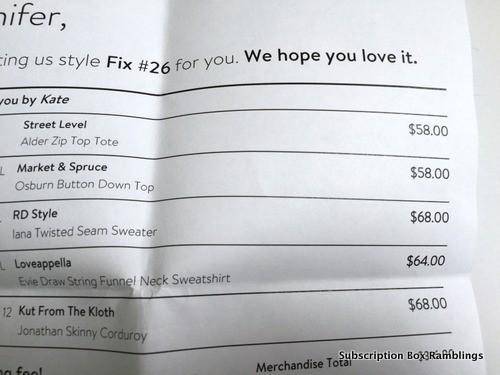 nifer,
ting us style Fix #26 for you. We hope you love it.
you by Kate
Street Level $58.00
Alder Zip Top Tote
L Market & Spruce $58.00
Osburn Button Down Top
RD Style $68.00
Iana Twisted Seam Sweater
L Loveappella $64.00
Evie Draw String Funnel Neck Sweatshirt
12 Kut From The Kloth $68.00
Jonathan Skinny Corduroy
ng fee!
Merchandise Total
Subscription Box Ramblings